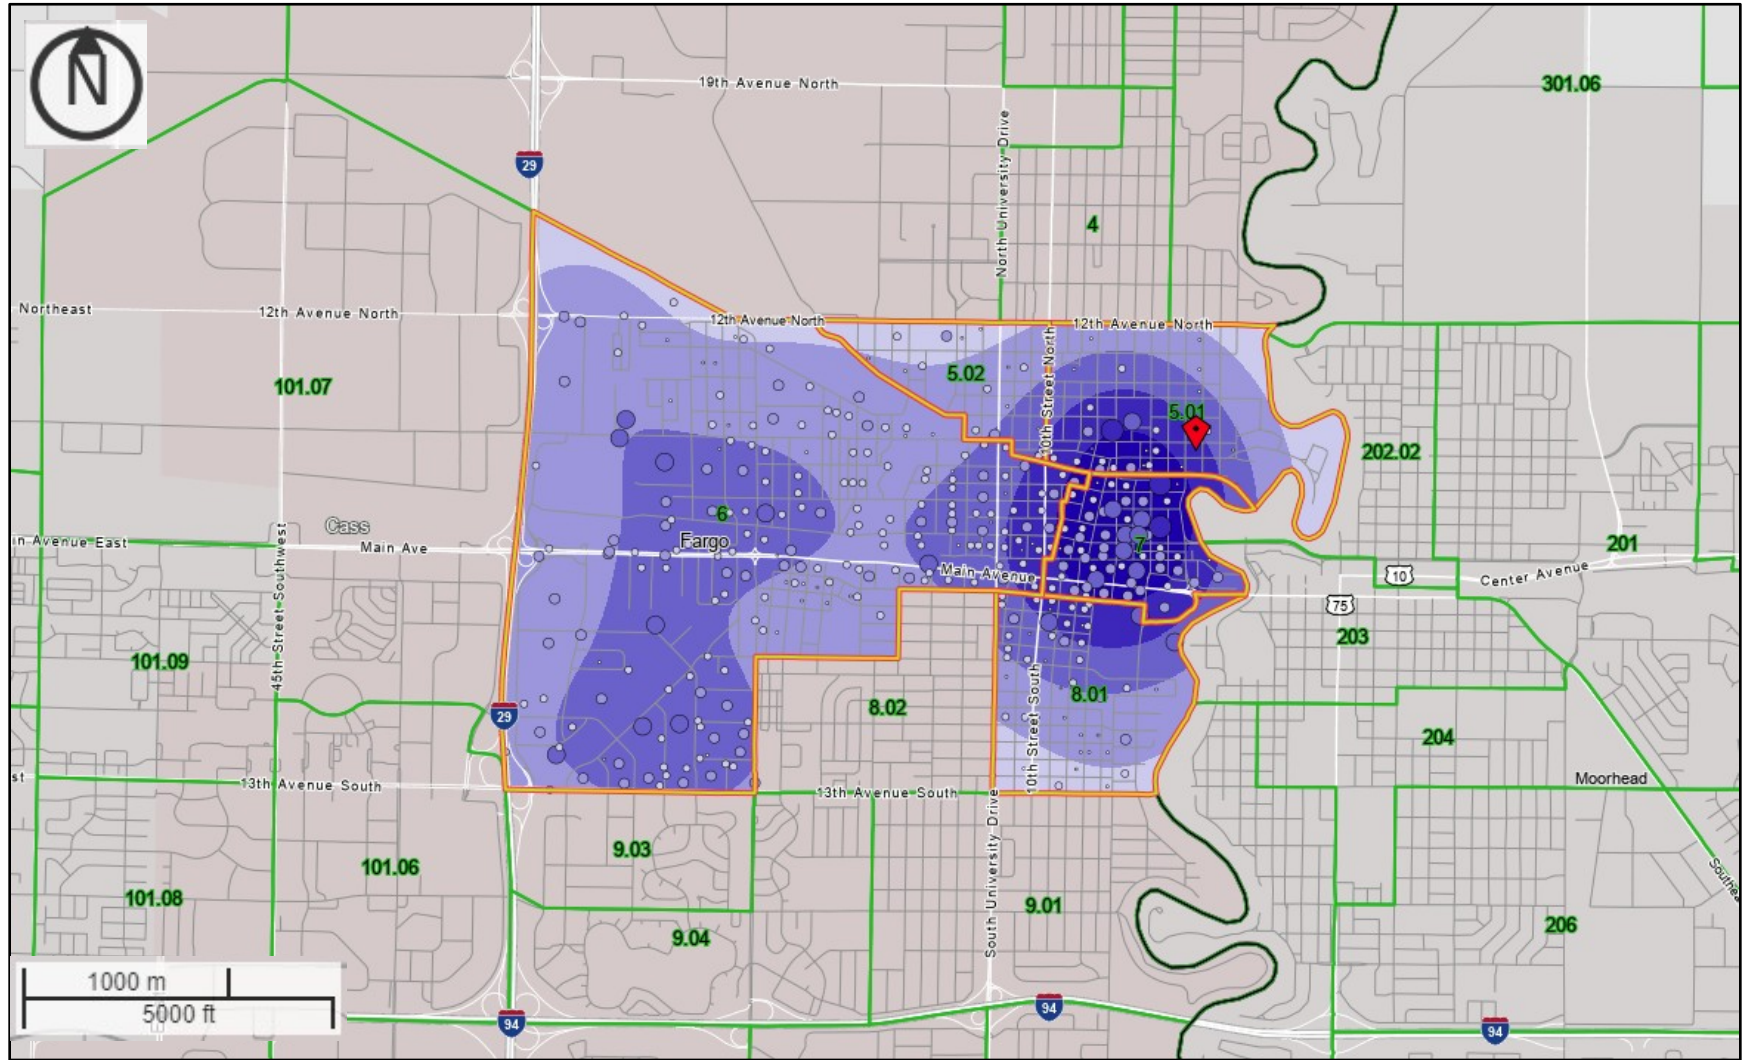 N
19th Avenue North
301.06
29
North University Drive
4
Northeast
12th Avenue North
12th Avenue North
12th Avenue North
10th Street North
101.07
5.02
5.01
202.02
6
Cass
Fargo
7
in Avenue East
Main Ave
Main Avenue
201
10
Center Avenue
75
45th Street Southwest
203
101.09
8.01
8.02
29
10th Street South
204
st
13th Avenue South
13th Avenue South
Moorhead
9.03
101.06
101.08
South University Drive
9.01
206
9.04
1000 m
5000 ft
94
94
94